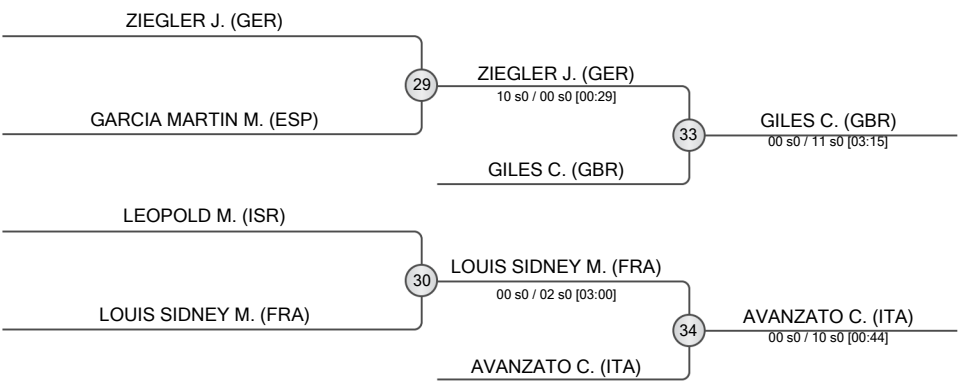 ZIEGLER J. (GER)
29
ZIEGLER J. (GER)
10 s0 / 00 s0 [00:29]
GARCIA MARTIN M. (ESP)
33
GILES C. (GBR)
00 s0 / 11 s0 [03:15]
GILES C. (GBR)
LEOPOLD M. (ISR)
30
LOUIS SIDNEY M. (FRA)
00 s0 / 02 s0 [03:00]
LOUIS SIDNEY M. (FRA)
34
AVANZATO C. (ITA)
00 s0 / 10 s0 [00:44]
AVANZATO C. (ITA)